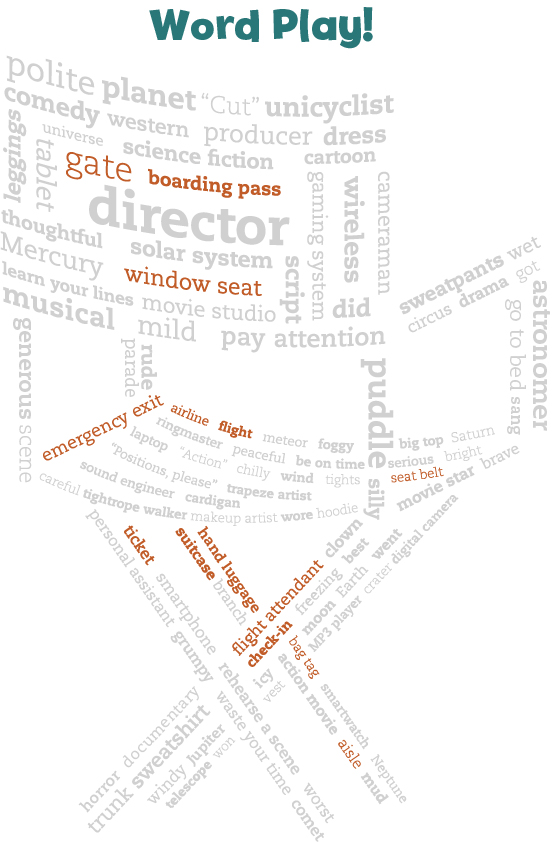 Word Play!
polite planet “Cut” unicyclist
comedy western producer dress
universe science fiction cartoon
leggings tablet gate boarding pass
gaming system wireless cameraman
director
thoughtful solar system script
Mercury window seat
learn your lines movie studio did
musical mild pay attention
sweatpants wet
circus drama got
go to bed astronomer
generous parade rude puddle sang
emergency exit airline flight meteor foggy big top Saturn
scene laptop ringmaster peaceful be on time serious bright
“positions, please” “Action” chilly wind tights seat belt brave
sound engineer cardigan trapeze artist silly movie star
careful tightrope walker makeup artist wore hoodie
personal assistant ticket suitcase hand luggage clown best went digital camera
smartphone branch flight attendant freezing Earth crater
grumpy check-in moon MP3 player
bag tag
rehearse a scene icy vest action movie smartwatch
documentary sweatshirt waste your time
horror trunk windy Jupiter won telescope
aisle Neptune
mud
worst
comet